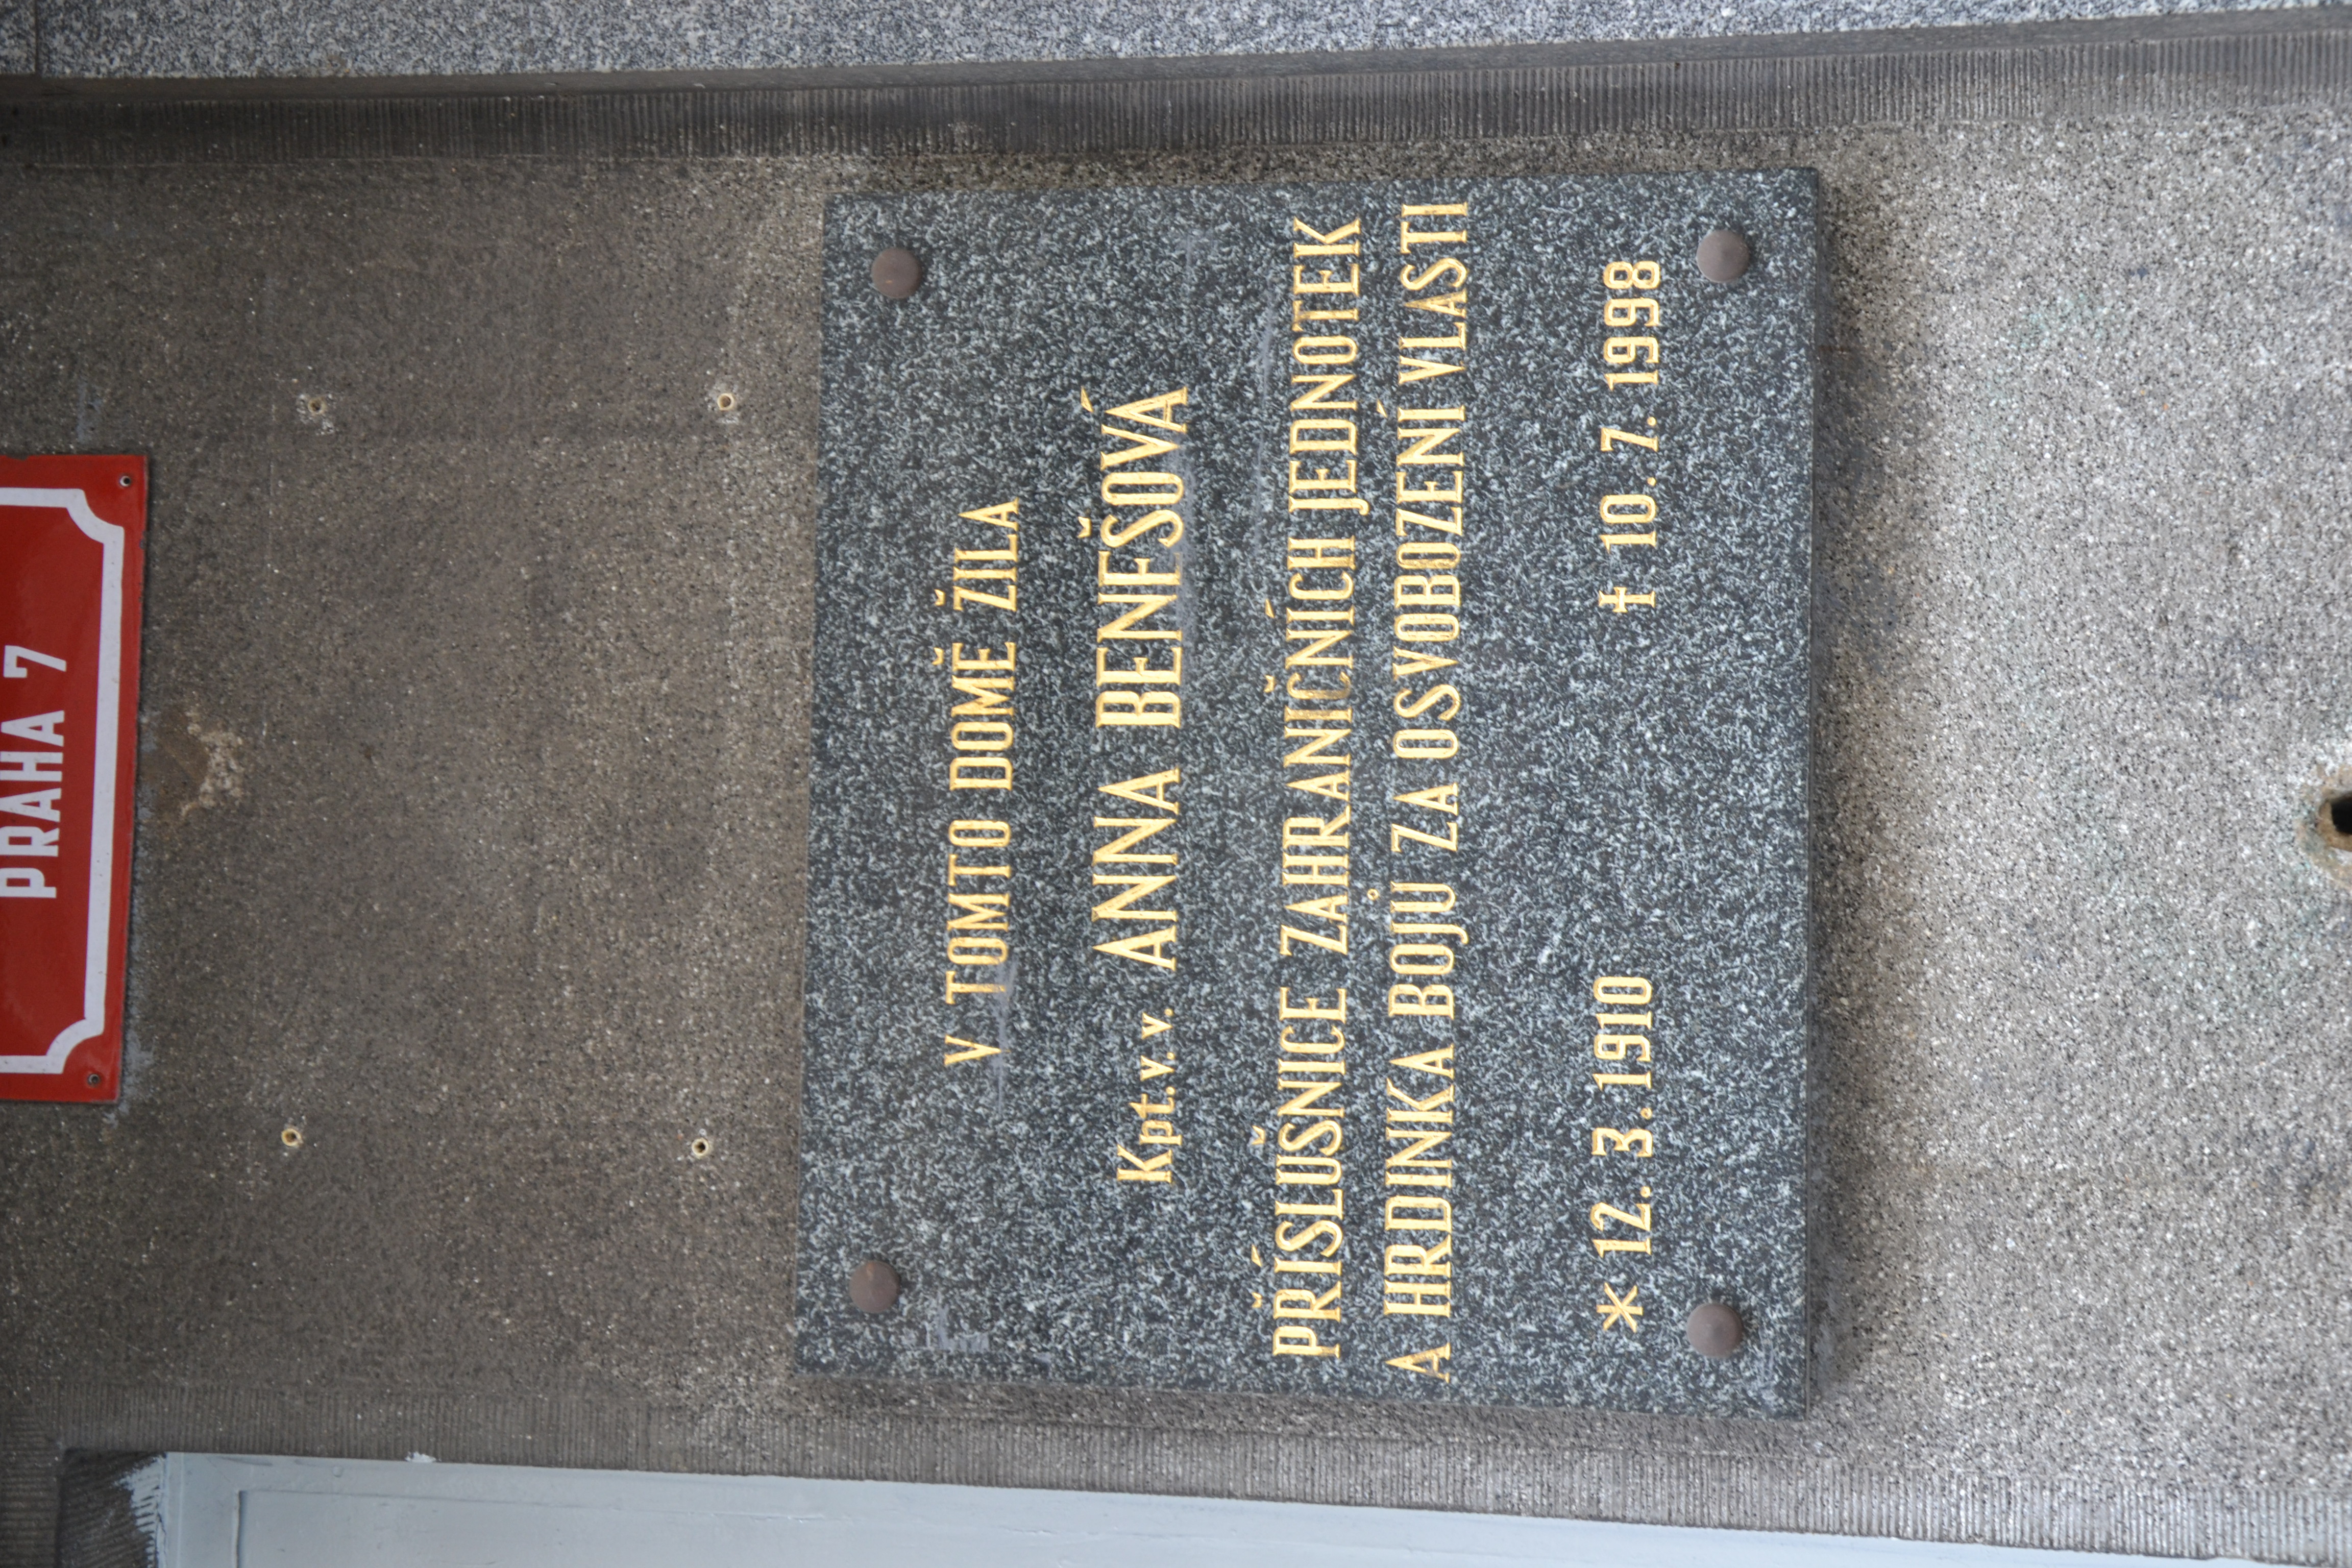 PRAHA 7
V TOMTO DOMĚ ŽILA
Kpt.v.v. ANNA BENEŠOVÁ
PŘÍSLUŠNICE ZAHRANIČNÍCH JEDNOTEK
A HRDINKA BOJŮ ZA OSVOBOZENÍ VLASTI
* 12. 3. 1910 † 10. 7. 1998